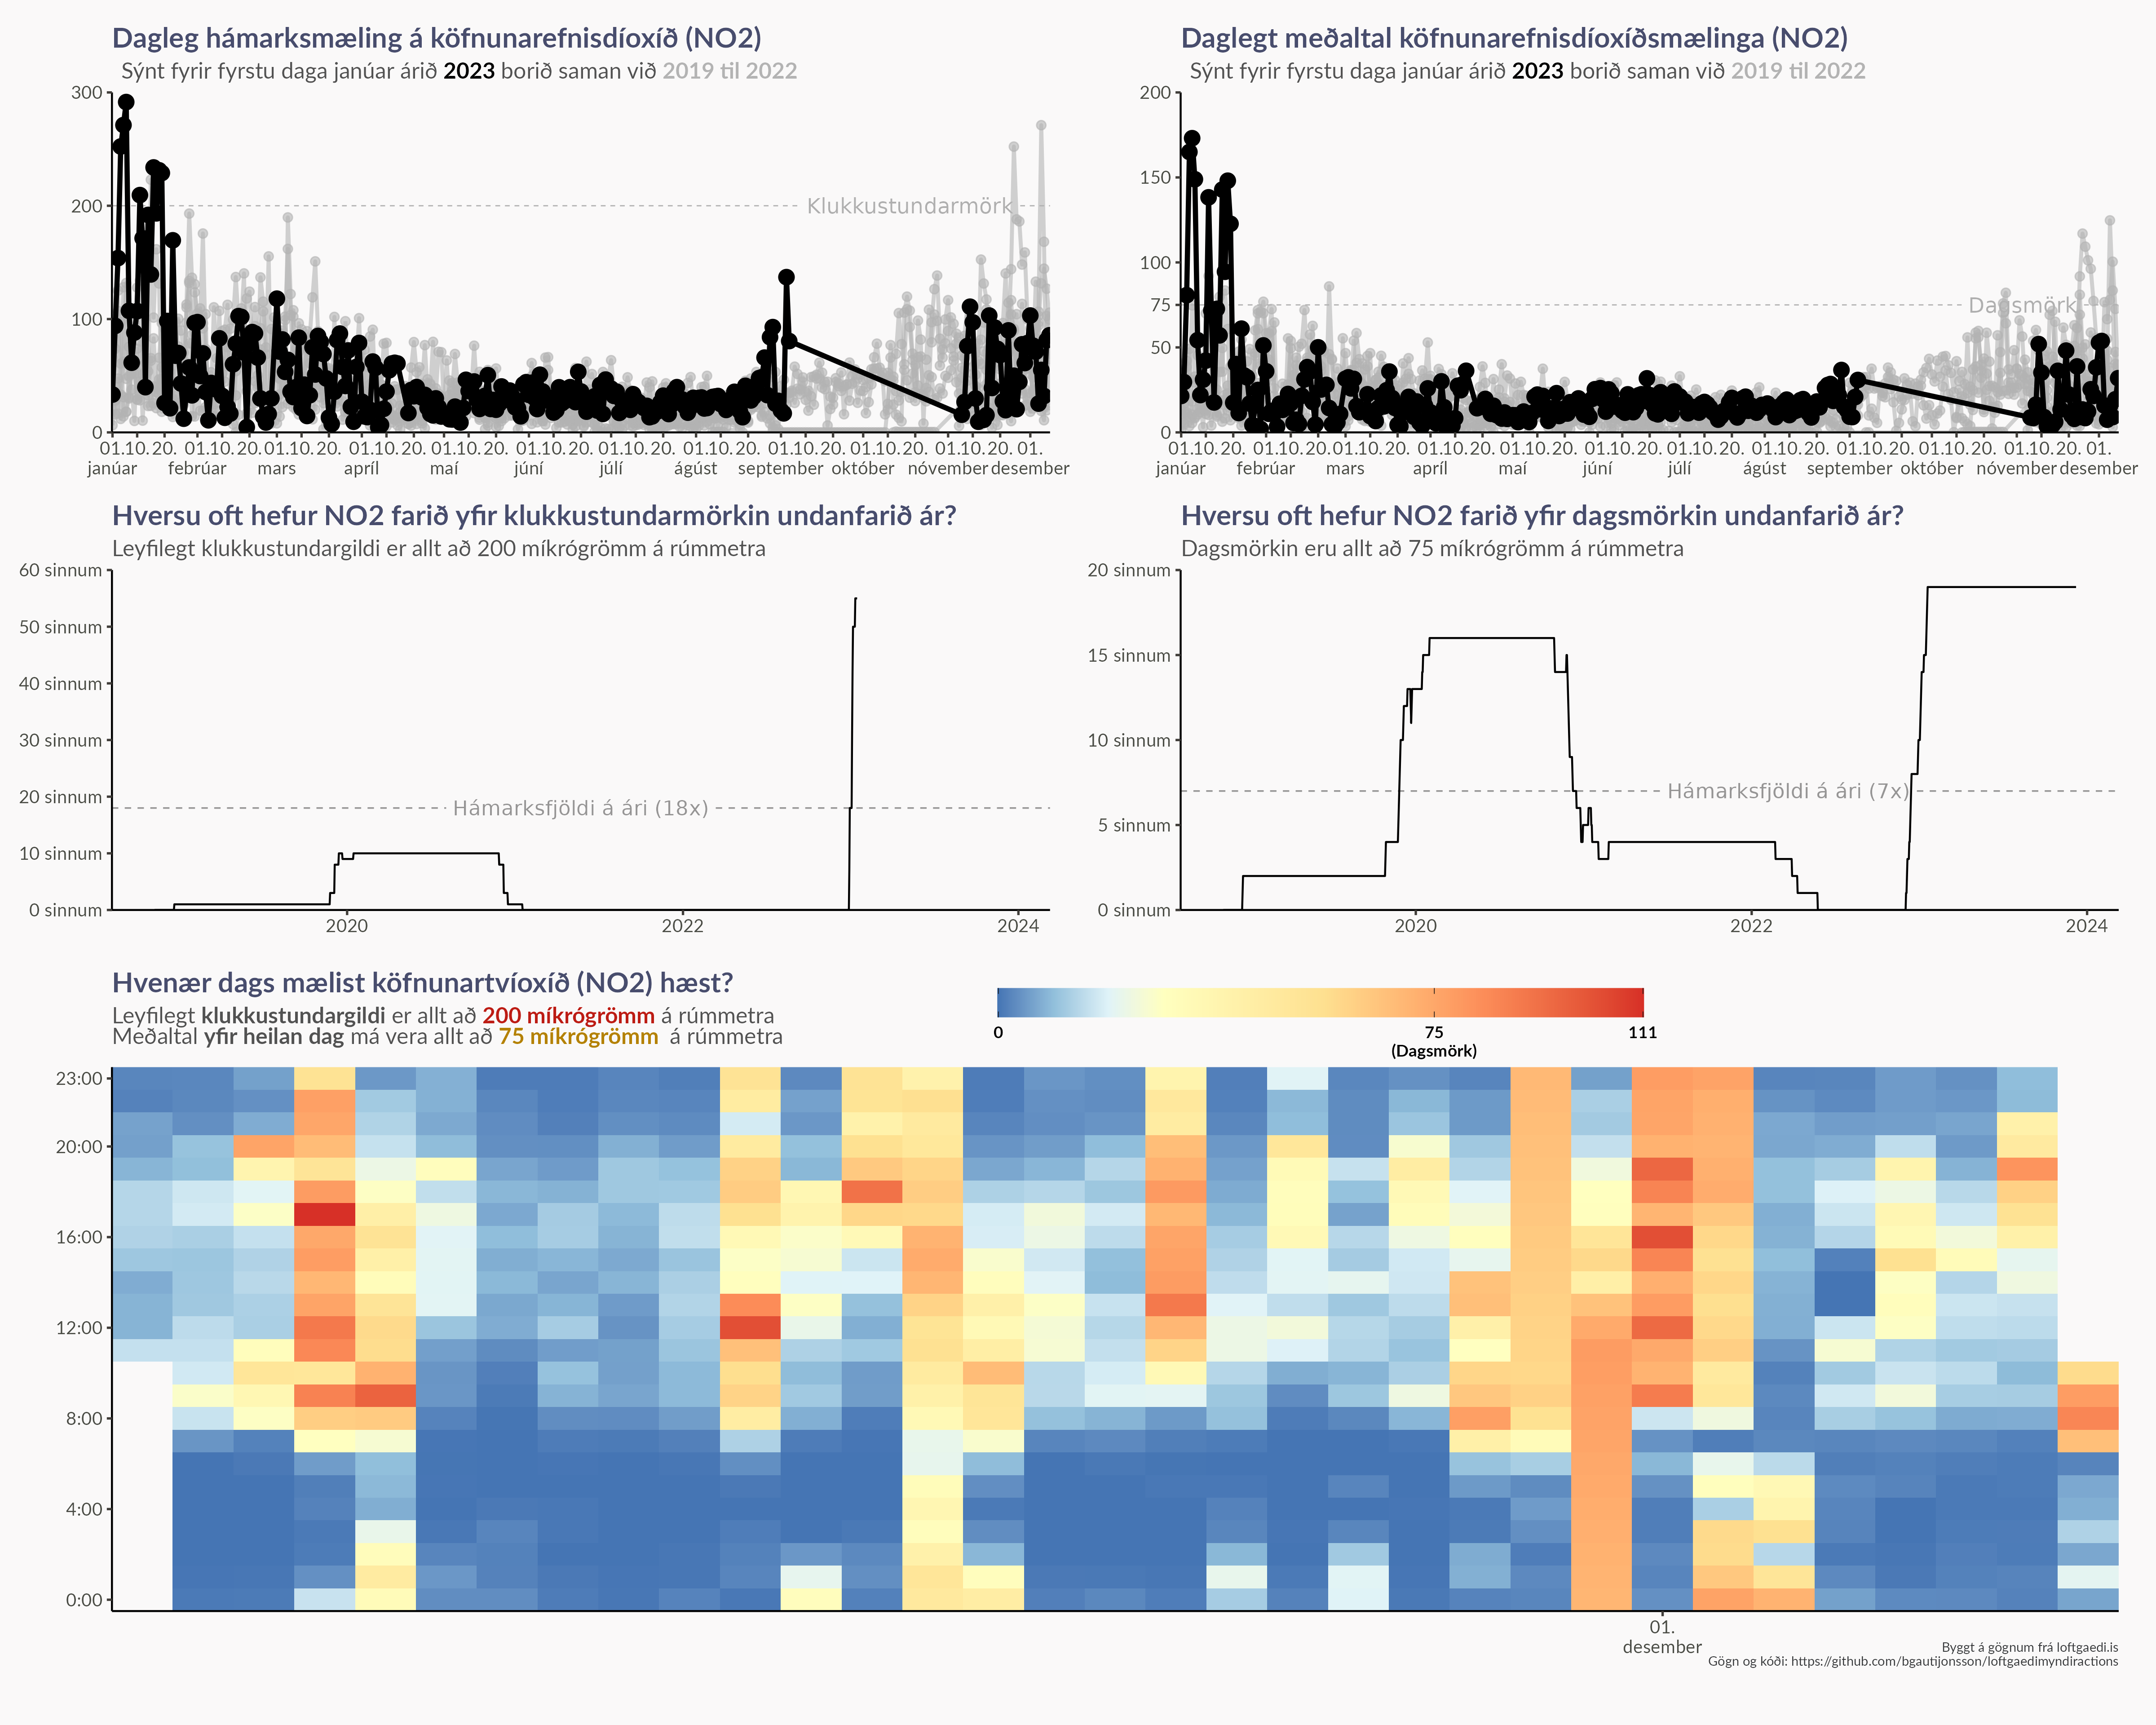 Dagleg hámarksmæling á köfnunarefnisdíoxíð (NO2)
Sýnt fyrir fyrstu daga janúar árið 2023 borið saman við 2019 til 2022
300
200
100
0
Klukkustundarmörk
01.10.20. 01.10.20. 01.10.20. 01.10.20. 01.10.20. 01.10.20. 01.10.20. 01.10.20. 01.10.20. 01.10.20. 01.10.20. 01.
janúar febrúar mars apríl maí júní júlí ágúst september október nóvember desember
Daglegt meðaltal köfnunarefnisdíoxíðsmælinga (NO2)
Sýnt fyrir fyrstu daga janúar árið 2023 borið saman við 2019 til 2022
200
150
100
75
50
0
Dagsmörk
01.10.20. 01.10.20. 01.10.20. 01.10.20. 01.10.20. 01.10.20. 01.10.20. 01.10.20. 01.10.20. 01.10.20. 01.10.20. 01.
janúar febrúar mars apríl maí júní júlí ágúst september október nóvember desember
Hversu oft hefur NO2 farið yfir klukkustundarmörkin undanfarið ár?
Leyfilegt klukkustundargildi er allt að 200 míkrógrömm á rúmmetra
60 sinnum
50 sinnum
40 sinnum
30 sinnum
20 sinnum
10 sinnum
0 sinnum
Hámarksfjöldi á ári (18x)
2020 2022 2024
Hversu oft hefur NO2 farið yfir dagsmörkin undanfarið ár?
Dagsmörkin eru allt að 75 míkrógrömm á rúmmetra
20 sinnum
15 sinnum
10 sinnum
5 sinnum
0 sinnum
Hámarksfjöldi á ári (7x)
2020 2022 2024
Hvenær dags mælist köfnunartvíoxíð (NO2) hæst?
Leyfilegt klukkustundargildi er allt að 200 míkrógrömm á rúmmetra
Meðaltal yfir heilan dag má vera allt að 75 míkrógrömm á rúmmetra
0 75 111
(Dagsmörk)
23:00
20:00
16:00
12:00
8:00
4:00
0:00
01.
desember
Byggt á gögnum frá loftgaedi.is
Gögn og kóði: https://github.com/bgautijonsson/loftgaedimyndiractions